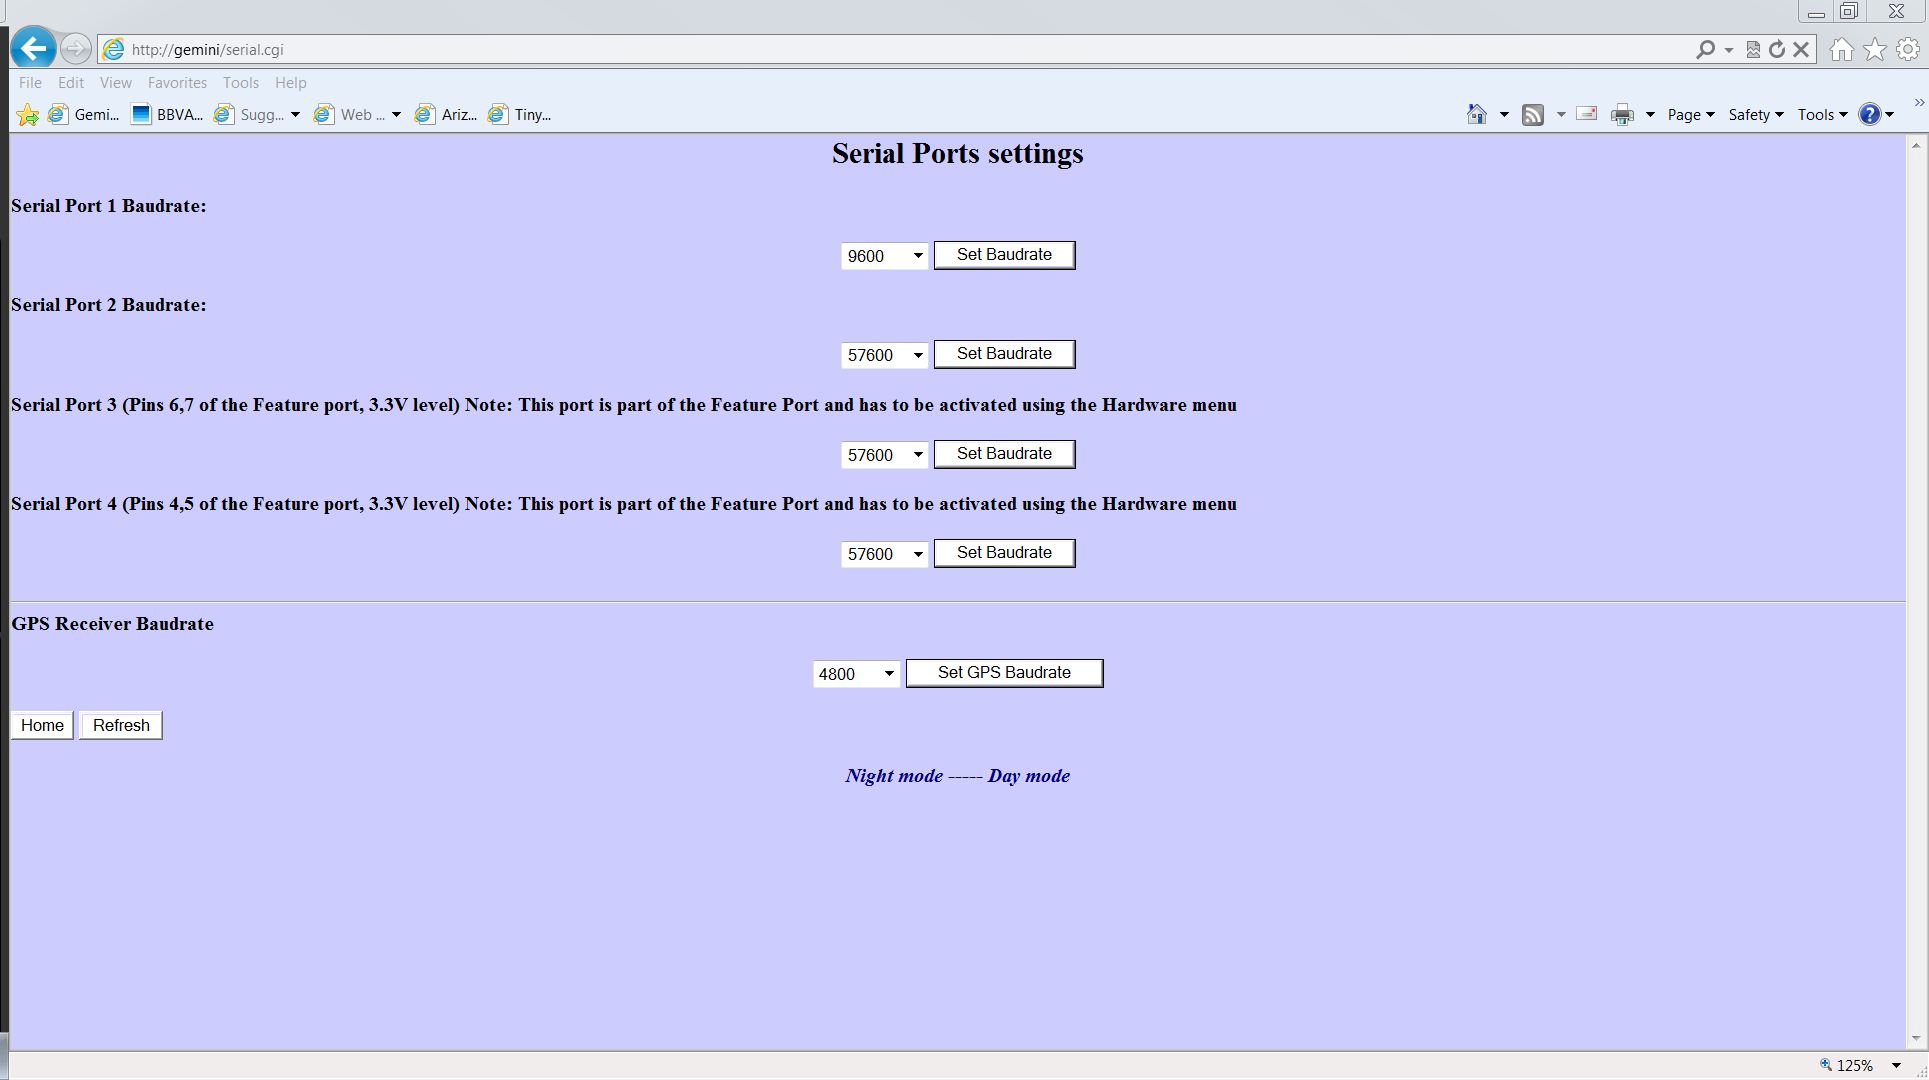 http://gemini/serial.cgi
File Edit View Favorites Tools Help
Gemi... BBVA... Sugg... Web ... Ariz... Tiny... Page Safety Tools
Serial Ports settings
Serial Port 1 Baudrate:
9600 Set Baudrate
Serial Port 2 Baudrate:
57600 Set Baudrate
Serial Port 3 (Pins 6,7 of the Feature port, 3.3V level) Note: This port is part of the Feature Port and has to be activated using the Hardware menu
57600 Set Baudrate
Serial Port 4 (Pins 4,5 of the Feature port, 3.3V level) Note: This port is part of the Feature Port and has to be activated using the Hardware menu
57600 Set Baudrate
GPS Receiver Baudrate
4800 Set GPS Baudrate
Home Refresh
Night mode ----- Day mode
125%